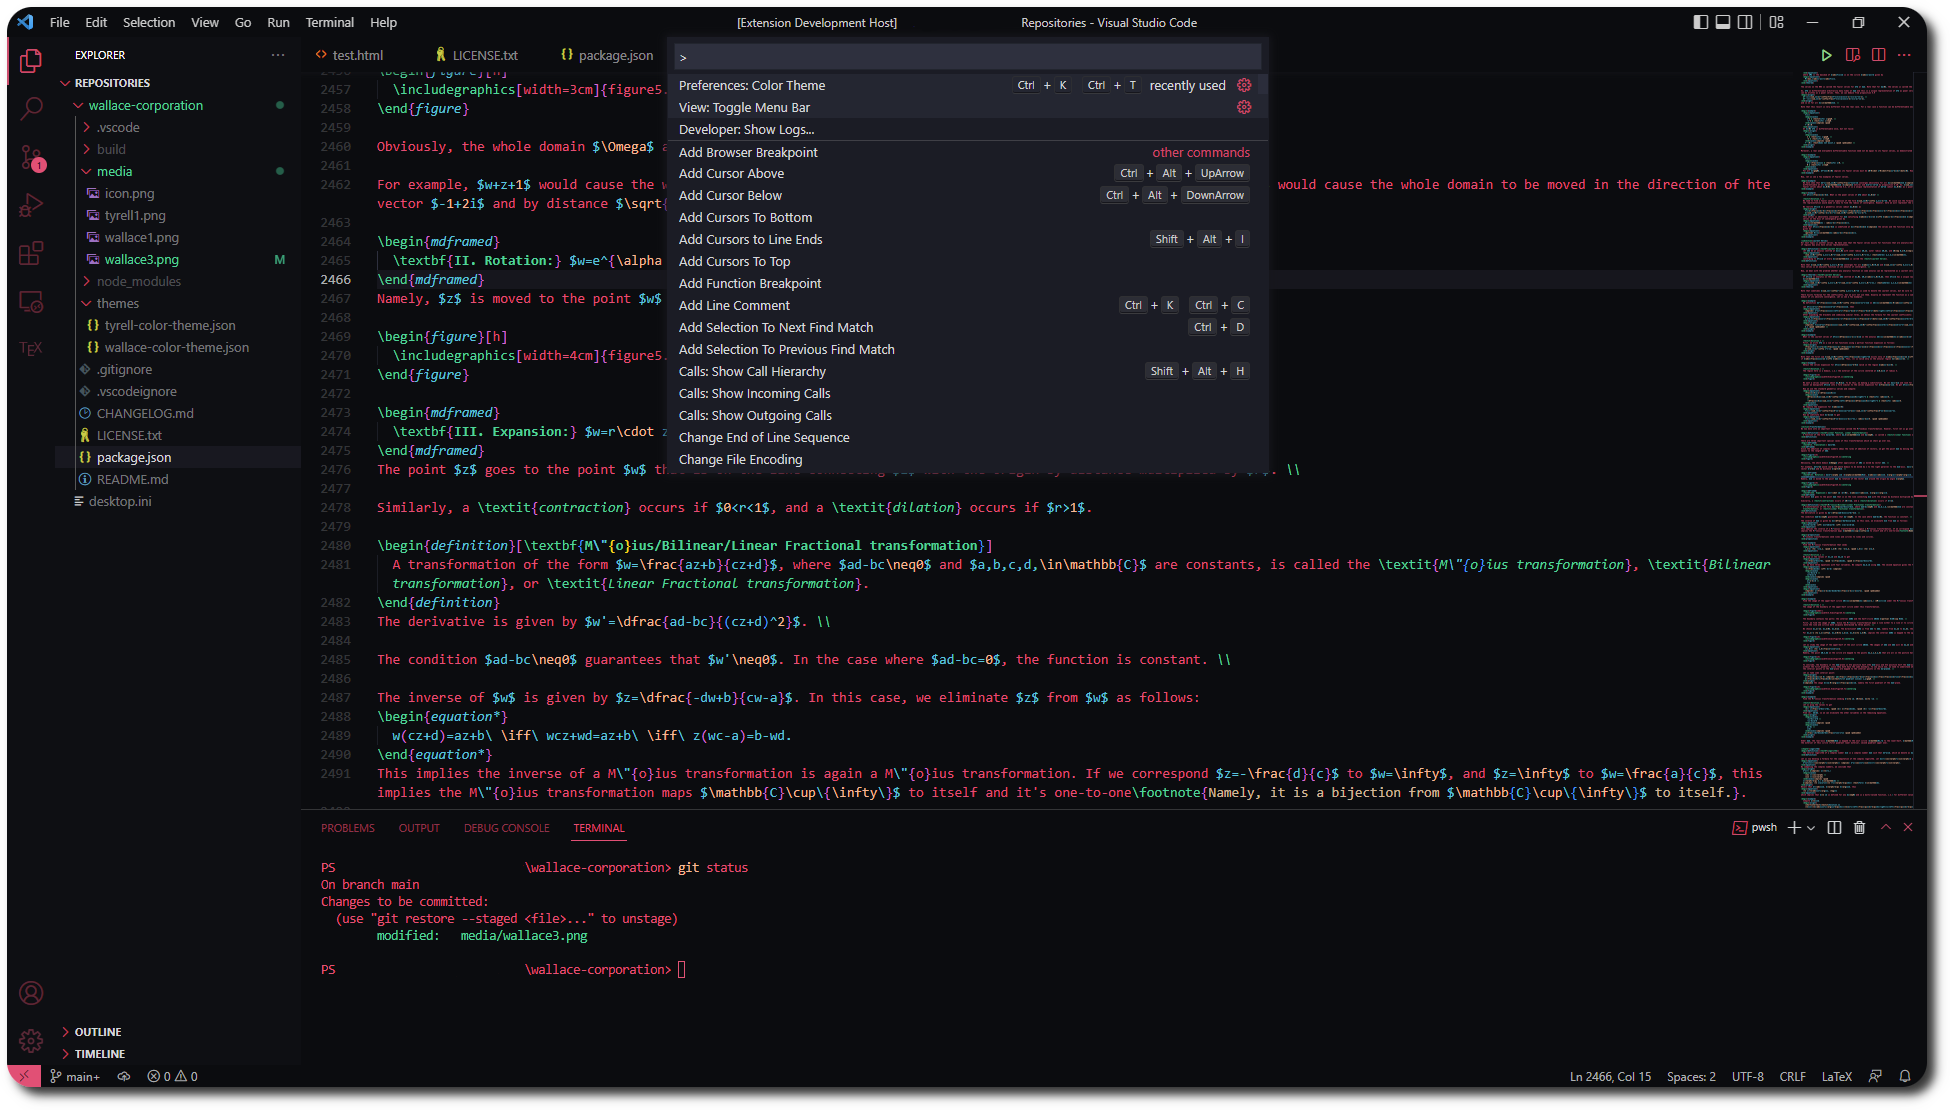 File Edit Selection View Go Run Terminal Help
[Extension Development Host] Repositories - Visual Studio Code
EXPLORER
REPOSITORIES
wallace-corporation
.vscode
build
media
icon.png
tyrell1.png
wallace1.png
wallace3.png M
node_modules
themes
tyrell-color-theme.json
wallace-color-theme.json
.gitignore
.vscodeignore
CHANGELOG.md
LICENSE.txt
package.json
README.md
desktop.ini
OUTLINE
TIMELINE
1
TEX
test.html LICENSE.txt package.json
>
Preferences: Color Theme Ctrl + K Ctrl + T recently used
View: Toggle Menu Bar
Developer: Show Logs...
Add Browser Breakpoint other commands
Add Cursor Above Ctrl + Alt + UpArrow
Add Cursor Below Ctrl + Alt + DownArrow
Add Cursors To Bottom
Add Cursors to Line Ends Shift + Alt + I
Add Cursors To Top
Add Function Breakpoint
Add Line Comment Ctrl + K Ctrl + C
Add Selection To Next Find Match Ctrl + D
Add Selection To Previous Find Match
Calls: Show Call Hierarchy Shift + Alt + H
Calls: Show Incoming Calls
Calls: Show Outgoing Calls
Change End of Line Sequence
Change File Encoding
2456 \begin{figure}[h]
2457 \includegraphics[width=3cm]{figure5.
2458 \end{figure}
2459
2460 Obviously, the whole domain $\Omega$ a
2461
2462 For example, $w+z+1$ would cause the w would cause the whole domain to be moved in the direction of hte
vector $-1+2i$ and by distance $\sqrt{
2463
2464 \begin{mdframed}
2465 \textbf{II. Rotation:} $w=e^{\alpha
2466 \end{mdframed}
2467 Namely, $z$ is moved to the point $w$
2468
2469 \begin{figure}[h]
2470 \includegraphics[width=4cm]{figure5.
2471 \end{figure}
2472
2473 \begin{mdframed}
2474 \textbf{III. Expansion:} $w=r\cdot z
2475 \end{mdframed}
2476 The point $z$ goes to the point $w$ \\
2477
2478 Similarly, a \textit{contraction} occurs if $0<r<1$, and a \textit{dilation} occurs if $r>1$.
2479
2480 \begin{definition}[\textbf{M\"{o}ius/Bilinear/Linear Fractional transformation}]
2481 A transformation of the form $w=\frac{az+b}{cz+d}$, where $ad-bc\neq0$ and $a,b,c,d,\in\mathbb{C}$ are constants, is called the \textit{M\"{o}ius transformation}, \textit{Bilinear
transformation}, or \textit{Linear Fractional transformation}.
2482 \end{definition}
2483 The derivative is given by $w'=\dfrac{ad-bc}{(cz+d)^2}$. \\
2484
2485 The condition $ad-bc\neq0$ guarantees that $w'\neq0$. In the case where $ad-bc=0$, the function is constant. \\
2486
2487 The inverse of $w$ is given by $z=\dfrac{-dw+b}{cw-a}$. In this case, we eliminate $z$ from $w$ as follows:
2488 \begin{equation*}
2489 w(cz+d)=az+b\ \iff\ wcz+wd=az+b\ \iff\ z(wc-a)=b-wd.
2490 \end{equation*}
2491 This implies the inverse of a M\"{o}ius transformation is again a M\"{o}ius transformation. If we correspond $z=-\frac{d}{c}$ to $w=\infty$, and $z=\infty$ to $w=\frac{a}{c}$, this
implies the M\"{o}ius transformation maps $\mathbb{C}\cup\{\infty\}$ to itself and it's one-to-one\footnote{Namely, it is a bijection from $\mathbb{C}\cup\{\infty\}$ to itself.}.
PROBLEMS OUTPUT DEBUG CONSOLE TERMINAL
pwsh
PS \wallace-corporation> git status
On branch main
Changes to be committed:
(use "git restore --staged <file>..." to unstage)
modified: media/wallace3.png
PS \wallace-corporation>
main+ 0 0
Ln 2466, Col 15 Spaces: 2 UTF-8 CRLF LaTeX